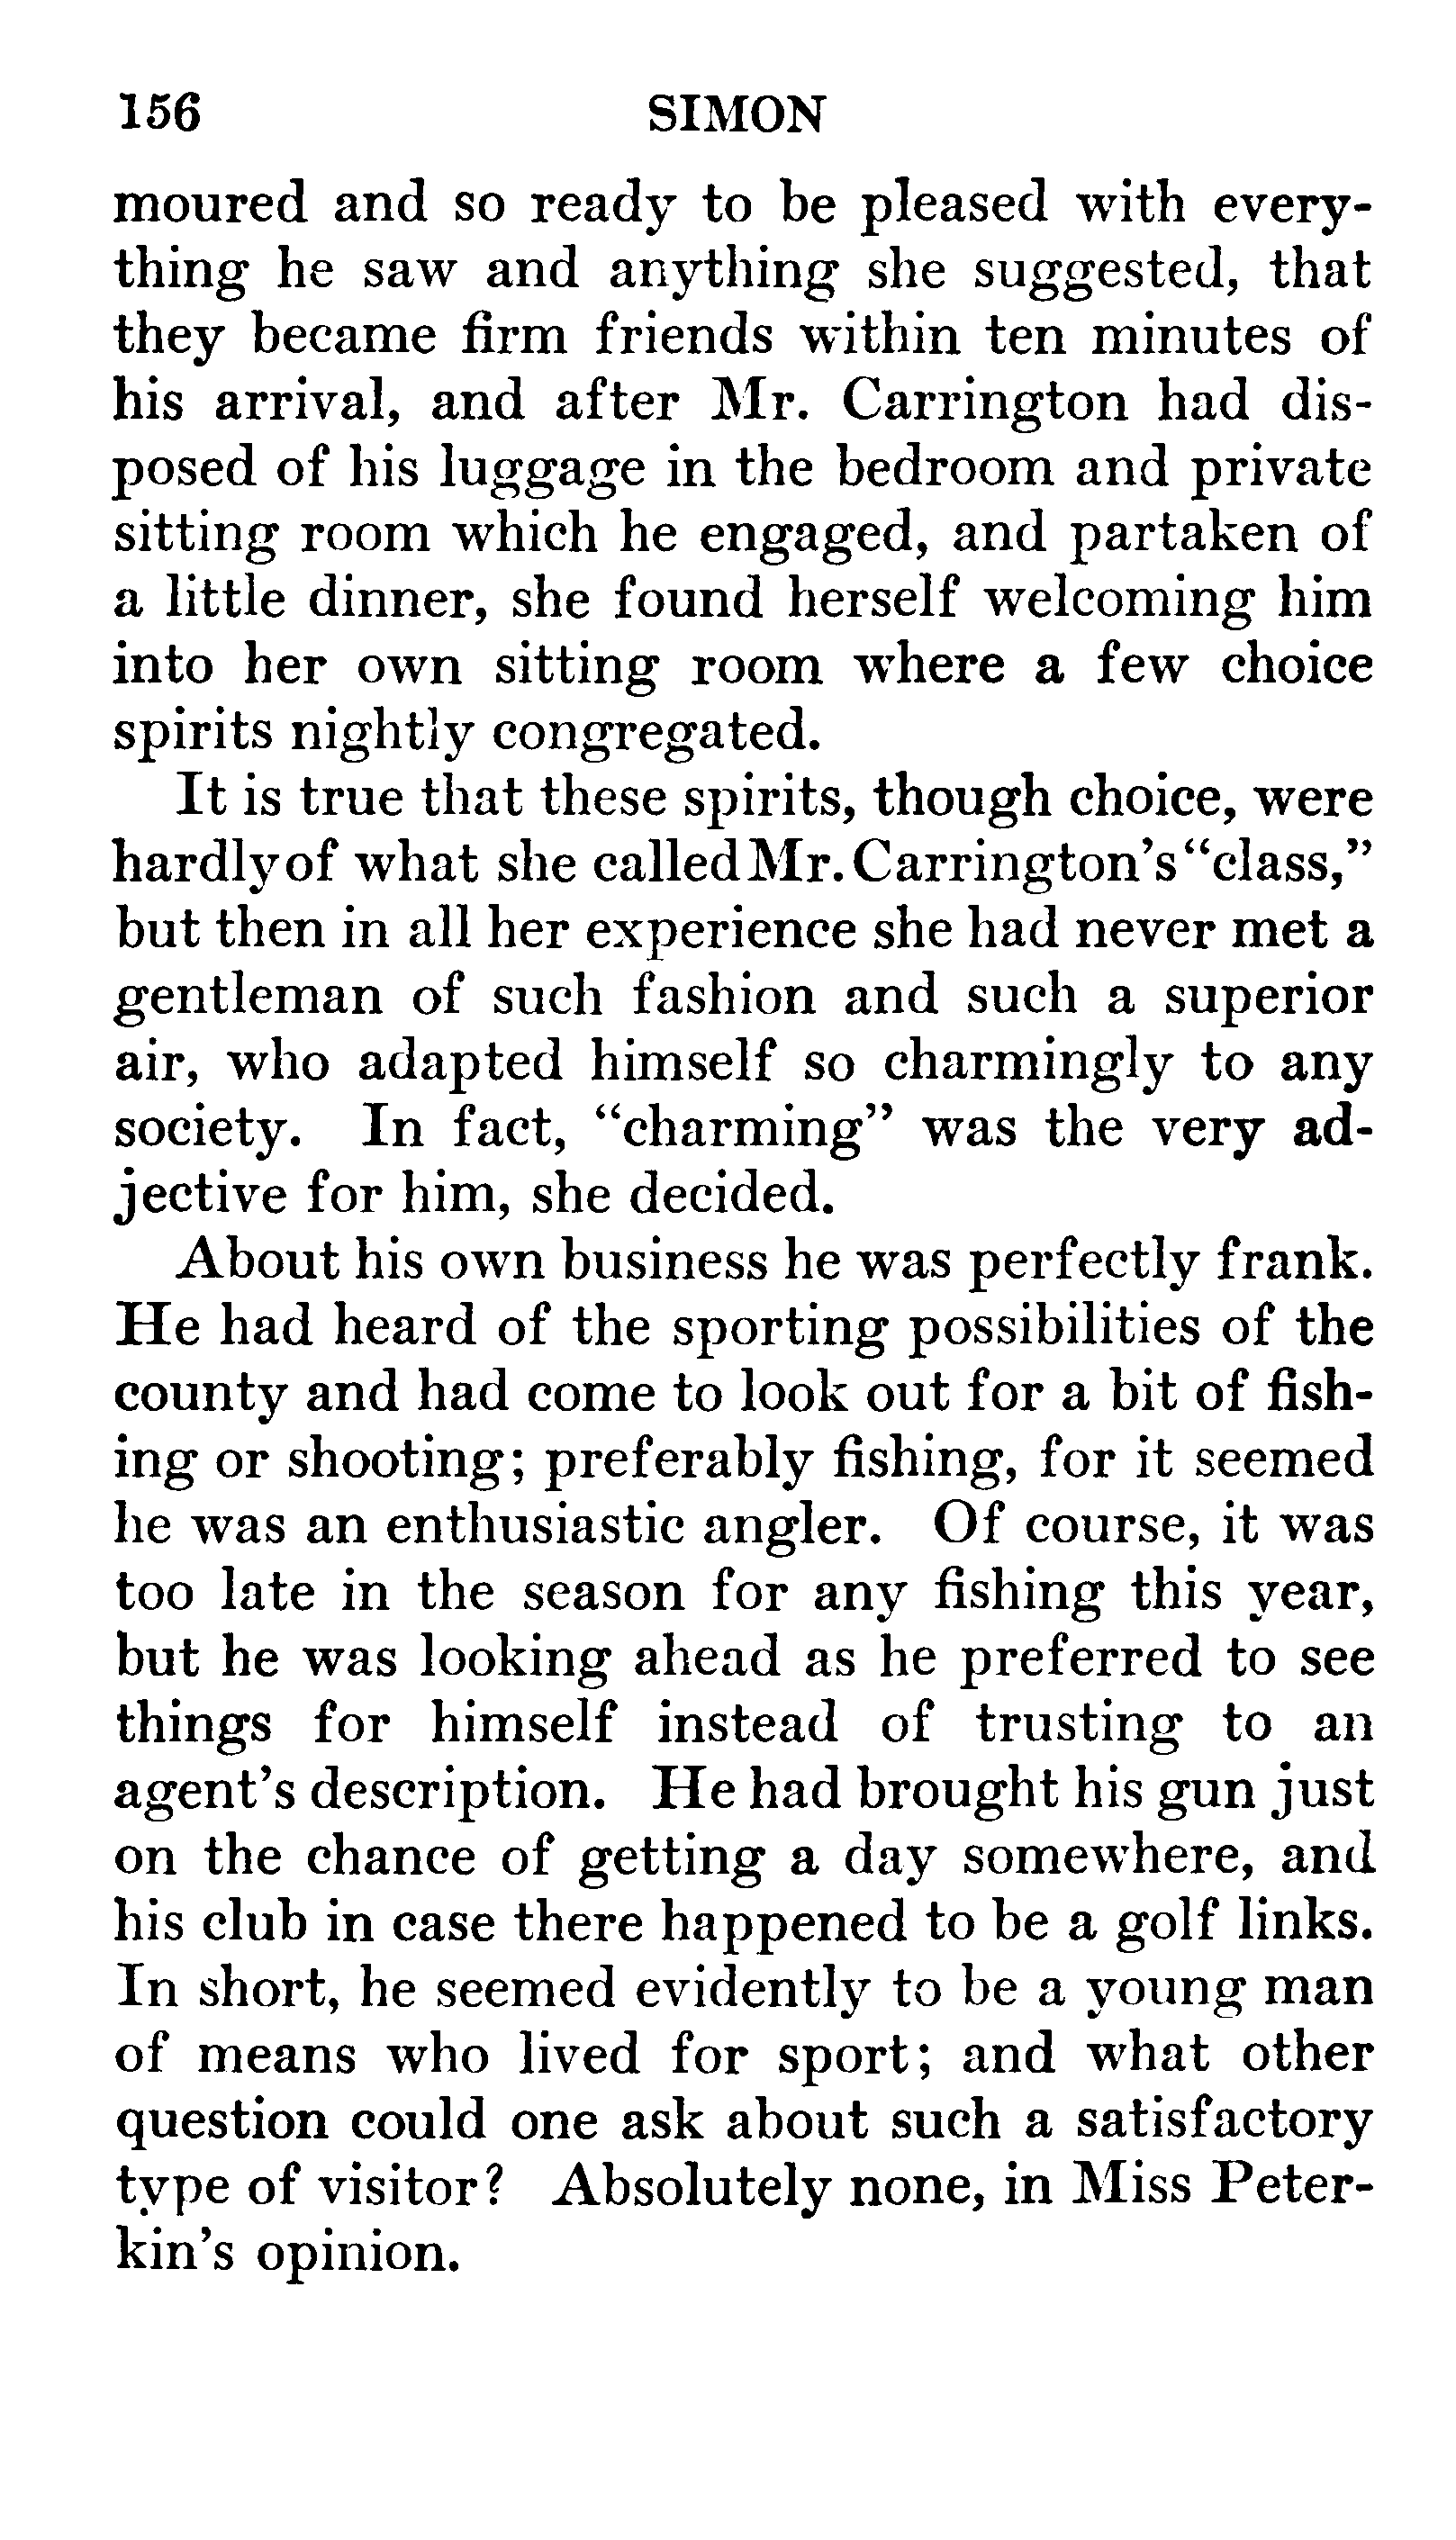 156 SIMON
moured and so ready to be pleased with every-
thing he saw and anything she suggested, that
they became firm friends within ten minutes of
his arrival, and after Mr. Carrington had dis-
posed of his luggage in the bedroom and private
sitting room which he engaged, and partaken of
a little dinner, she found herself welcoming him
into her own sitting room where a few choice
spirits nightly congregated.
It is true that these spirits, though choice, were
hardly of what she called Mr. Carrington's "class,"
but then in all her experience she had never met a
gentleman of such fashion and such a superior
air, who adapted himself so charmingly to any
society. In fact, "charming" was the very ad-
jective for him, she decided.
About his own business he was perfectly frank.
He had heard of the sporting possibilities of the
county and had come to look out for a bit of fish-
ing or shooting; preferably fishing, for it seemed
he was an enthusiastic angler. Of course, it was
too late in the season for any fishing this year,
but he was looking ahead as he preferred to see
things for himself instead of trusting to an
agent's description. He had brought his gun just
on the chance of getting a day somewhere, and
his club in case there happened to be a golf links.
In short, he seemed evidently to be a young man
of means who lived for sport; and what other
question could one ask about such a satisfactory
type of visitor? Absolutely none, in Miss Peter-
kin's opinion.